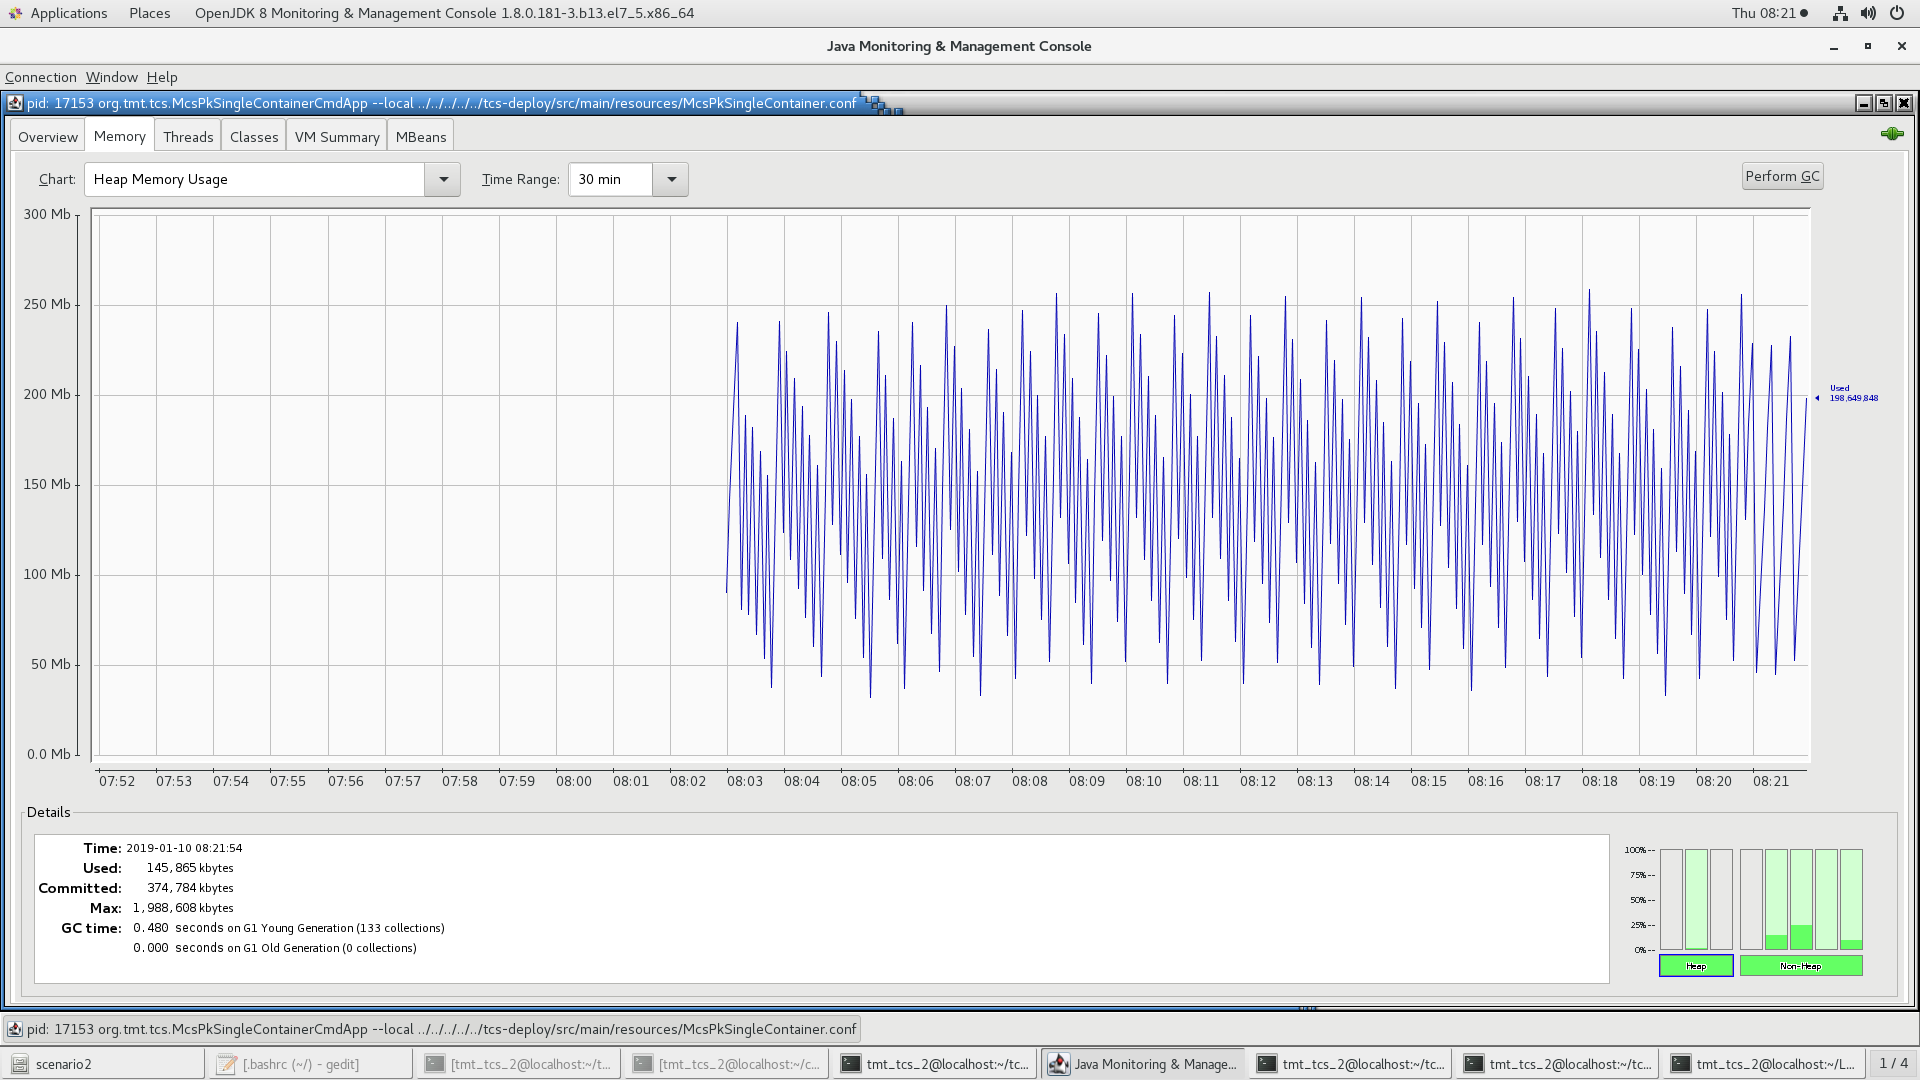 Applications Places OpenJDK 8 Monitoring & Management Console 1.8.0.181-3.b13.el7_5.x86_64 Thu 08:21
Java Monitoring & Management Console
Connection Window Help
pid: 17153 org.tmt.tcs.McsPkSingleContainerCmdApp --local ../../../../../tcs-deploy/src/main/resources/McsPkSingleContainer.conf
Overview Memory Threads Classes VM Summary MBeans
Chart: Heap Memory Usage Time Range: 30 min Perform GC
300 Mb
250 Mb
200 Mb
150 Mb
100 Mb
50 Mb
0.0 Mb
Used
198,649,848
07:52 07:53 07:54 07:55 07:56 07:57 07:58 07:59 08:00 08:01 08:02 08:03 08:04 08:05 08:06 08:07 08:08 08:09 08:10 08:11 08:12 08:13 08:14 08:15 08:16 08:17 08:18 08:19 08:20 08:21
Details
Time: 2019-01-10 08:21:54
Used: 145,865 kbytes
Committed: 374,784 kbytes
Max: 1,988,608 kbytes
GC time: 0.480 seconds on G1 Young Generation (133 collections)
0.000 seconds on G1 Old Generation (0 collections)
100%--
75%--
50%--
25%--
0%--
Heap Non-Heap
pid: 17153 org.tmt.tcs.McsPkSingleContainerCmdApp --local ../../../../../tcs-deploy/src/main/resources/McsPkSingleContainer.conf
scenario2 [.bashrc (~/) - gedit] [tmt_tcs_2@localhost:~/t... [tmt_tcs_2@localhost:~/c... tmt_tcs_2@localhost:~/tc... Java Monitoring & Manage... tmt_tcs_2@localhost:~/tc... tmt_tcs_2@localhost:~/tc... tmt_tcs_2@localhost:~/L... 1 / 4